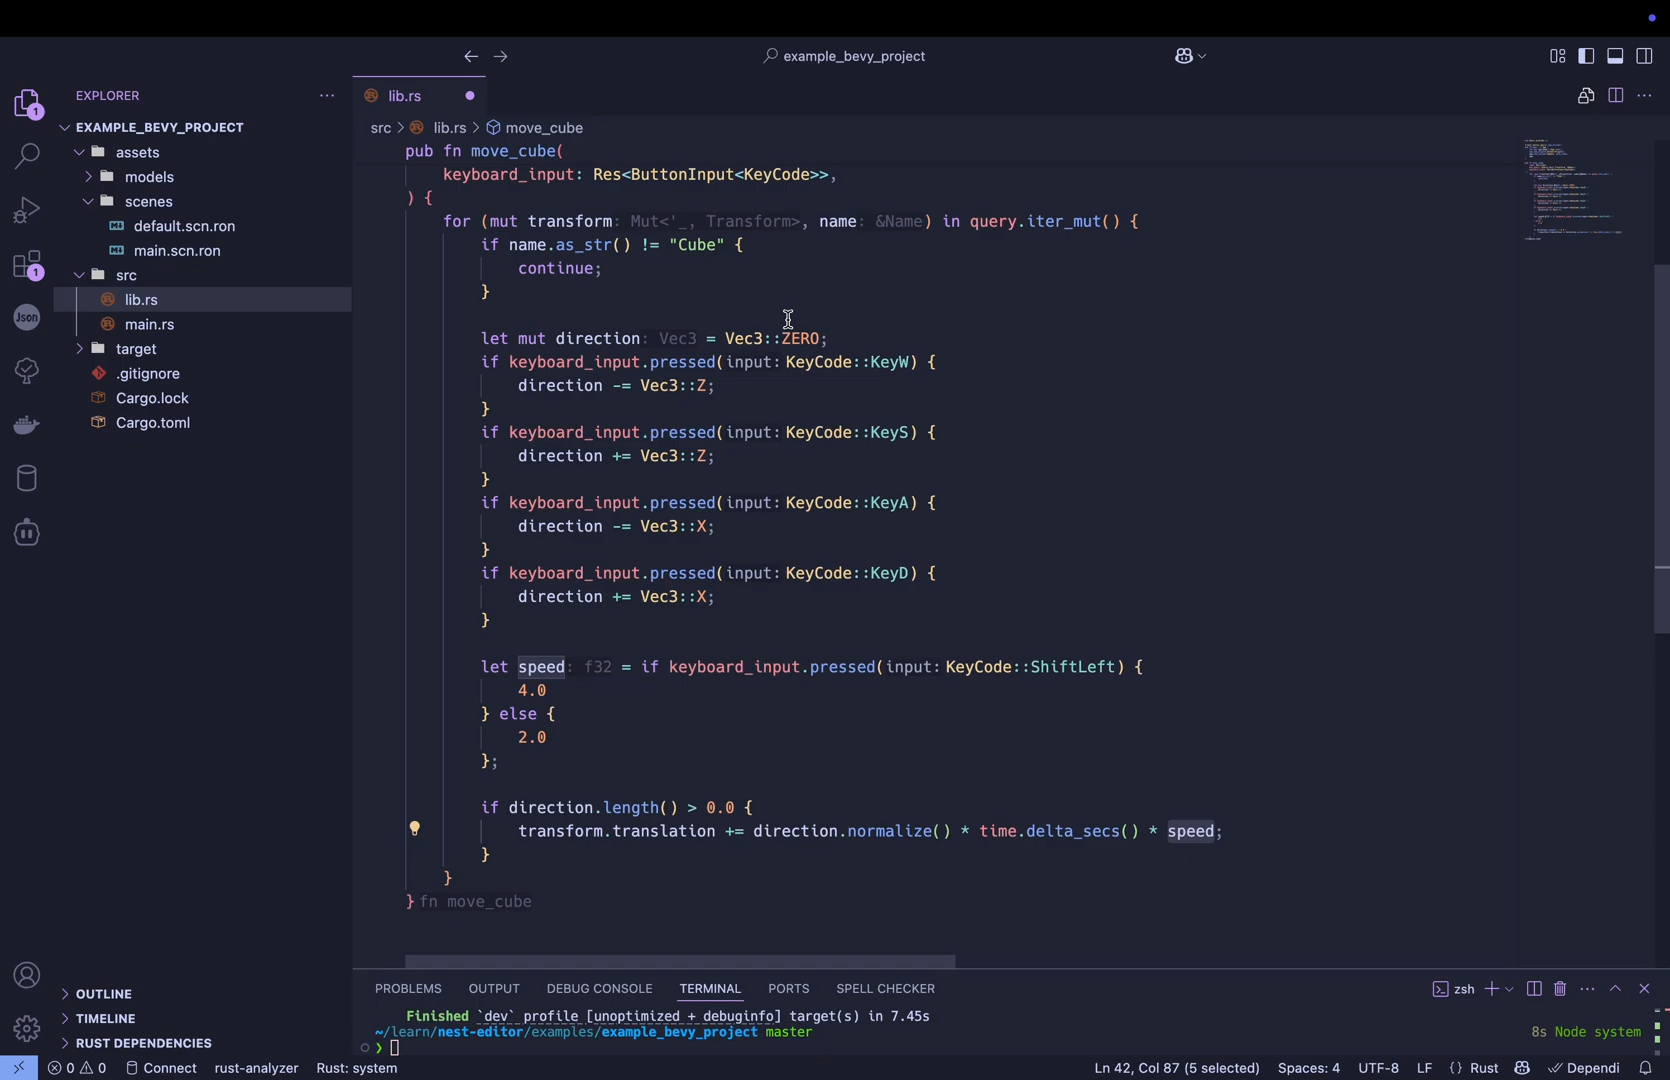 example_bevy_project
EXPLORER
EXAMPLE_BEVY_PROJECT
assets
models
scenes
default.scn.ron
main.scn.ron
src
lib.rs
main.rs
target
.gitignore
Cargo.lock
Cargo.toml
OUTLINE
TIMELINE
RUST DEPENDENCIES
1
1
Json
lib.rs
src > lib.rs > move_cube
pub fn move_cube(
keyboard_input: Res<ButtonInput<KeyCode>>,
) {
for (mut transform: Mut<'_, Transform>, name: &Name) in query.iter_mut() {
if name.as_str() != "Cube" {
continue;
}
let mut direction: Vec3 = Vec3::ZERO;
if keyboard_input.pressed(input: KeyCode::KeyW) {
direction -= Vec3::Z;
}
if keyboard_input.pressed(input: KeyCode::KeyS) {
direction += Vec3::Z;
}
if keyboard_input.pressed(input: KeyCode::KeyA) {
direction -= Vec3::X;
}
if keyboard_input.pressed(input: KeyCode::KeyD) {
direction += Vec3::X;
}
let speed: f32 = if keyboard_input.pressed(input: KeyCode::ShiftLeft) {
4.0
} else {
2.0
};
if direction.length() > 0.0 {
transform.translation += direction.normalize() * time.delta_secs() * speed;
}
}
} fn move_cube
PROBLEMS OUTPUT DEBUG CONSOLE TERMINAL PORTS SPELL CHECKER
zsh
Finished `dev` profile [unoptimized + debuginfo] target(s) in 7.45s
~/learn/nest-editor/examples/example_bevy_project master
8s Node system
❯
0 0 Connect rust-analyzer Rust: system
Ln 42, Col 87 (5 selected) Spaces: 4 UTF-8 LF {} Rust Dependi